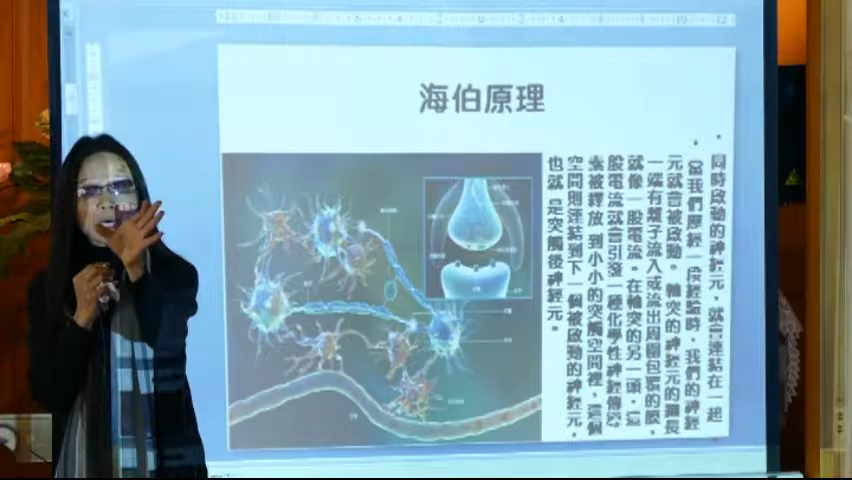 海伯原理
同時啟動的神經元，就會連結在一起
當我們歷經一段經驗時，我們的神經
元就會被啟動。軸突的神經元的細長
一端有離子流入或流出周圍包覆的膜，
就像一股電流。在軸突的另一頭，這
股電流就會引發一種化學性神經傳導
素被釋放到小小的突觸空間裡，這個
空間則連結到下一個被啟動的神經元，
也就是突觸後神經元。